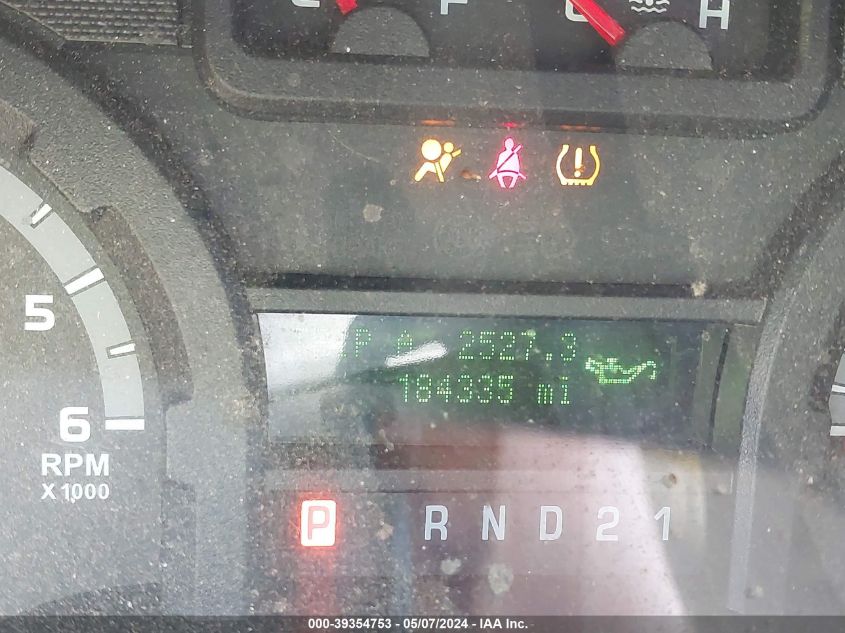 F
H
5
6
RPM
X1000
A 2527.3
184335 mi
P R N D 2 1
000-39354753 - 05/07/2024 - IAA Inc.